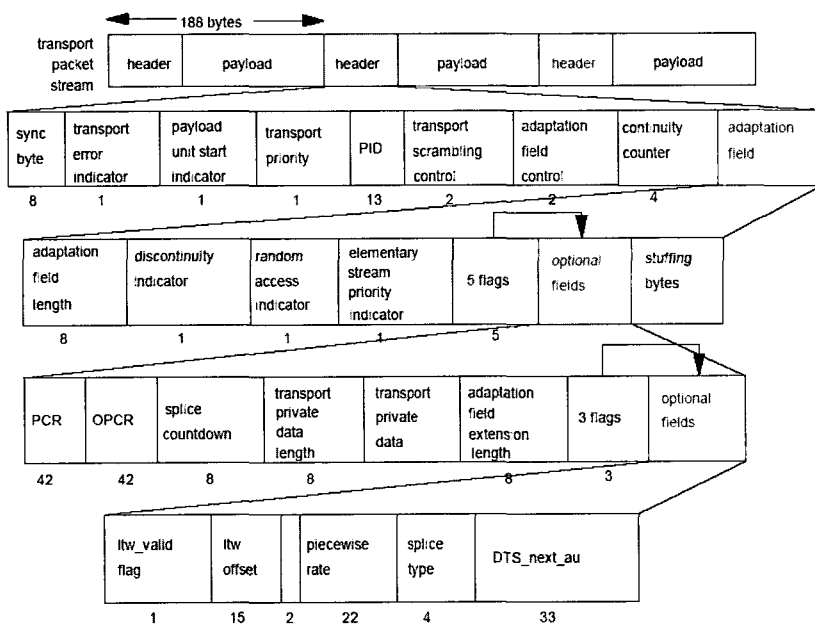 188 bytes
transport
packet
stream
header
payload
header
payload
header
payload
sync
byte
transport
error
indicator
payload
unit start
indicator
transport
priority
PID
transport
scrambling
control
adaptation
field
control
continuity
counter
adaptation
field
8
1
1
1
13
2
2
4
adaptation
field
length
discontinuity
indicator
random
access
indicator
elementary
stream
priority
indicator
5 flags
optional
fields
stuffing
bytes
8
1
1
1
5
PCR
OPCR
splice
countdown
transport
private
data
length
transport
private
data
adaptation
field
extension
length
3 flags
optional
fields
42
42
8
8
8
3
ltw_valid
flag
ltw
offset
piecewise
rate
splice
type
DTS_next_au
1
15
2
22
4
33